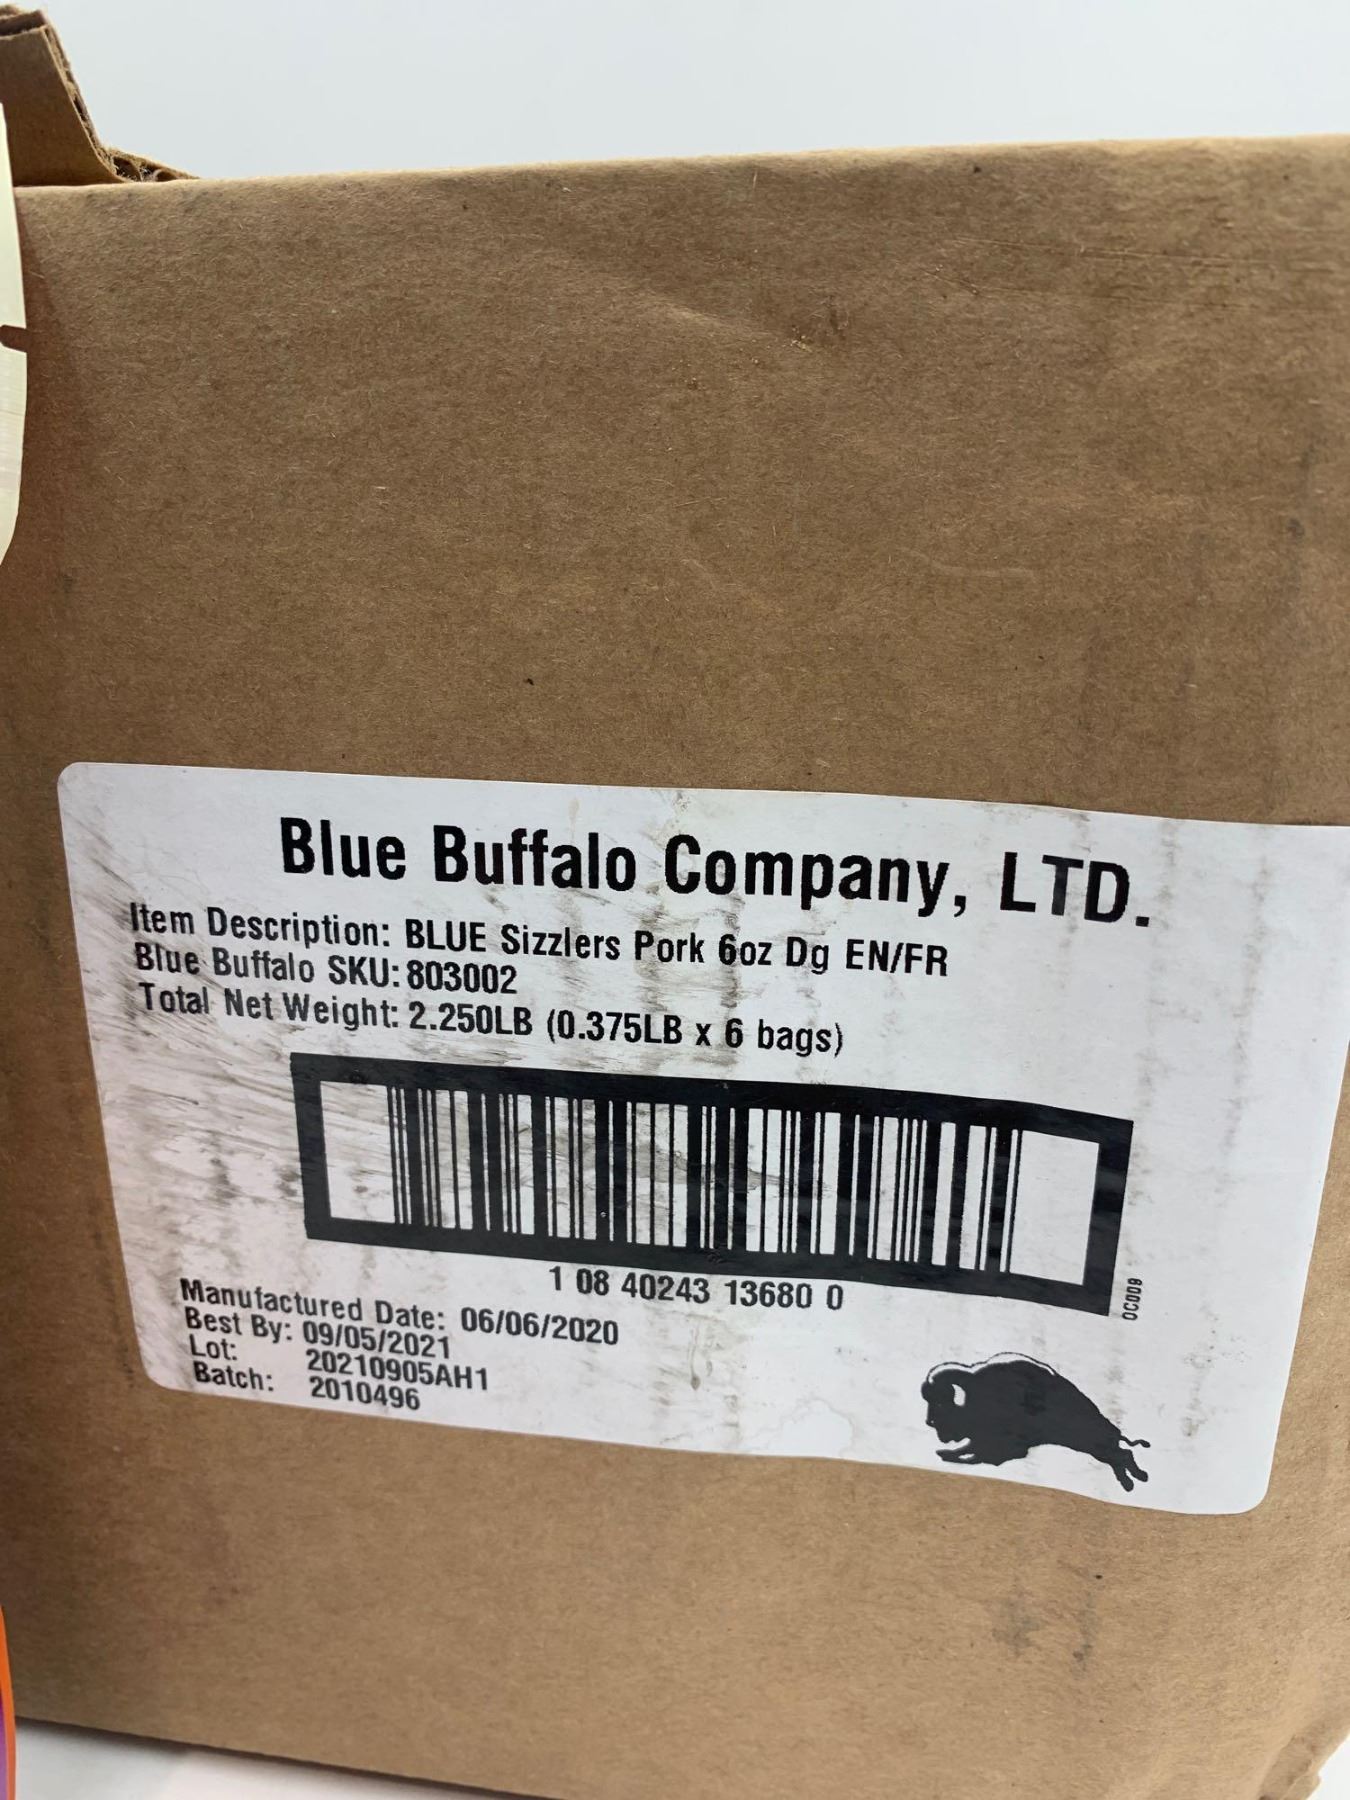 Blue Buffalo Company, LTD.
Item Description: BLUE Sizzlers Pork 6oz Dg EN/FR
Blue Buffalo SKU: 803002
Total Net Weight: 2.250LB (0.375LB x 6 bags)
1 08 40243 13680 0
OC009
Manufactured Date: 06/06/2020
Best By: 09/05/2021
Lot: 20210905AH1
Batch: 2010496